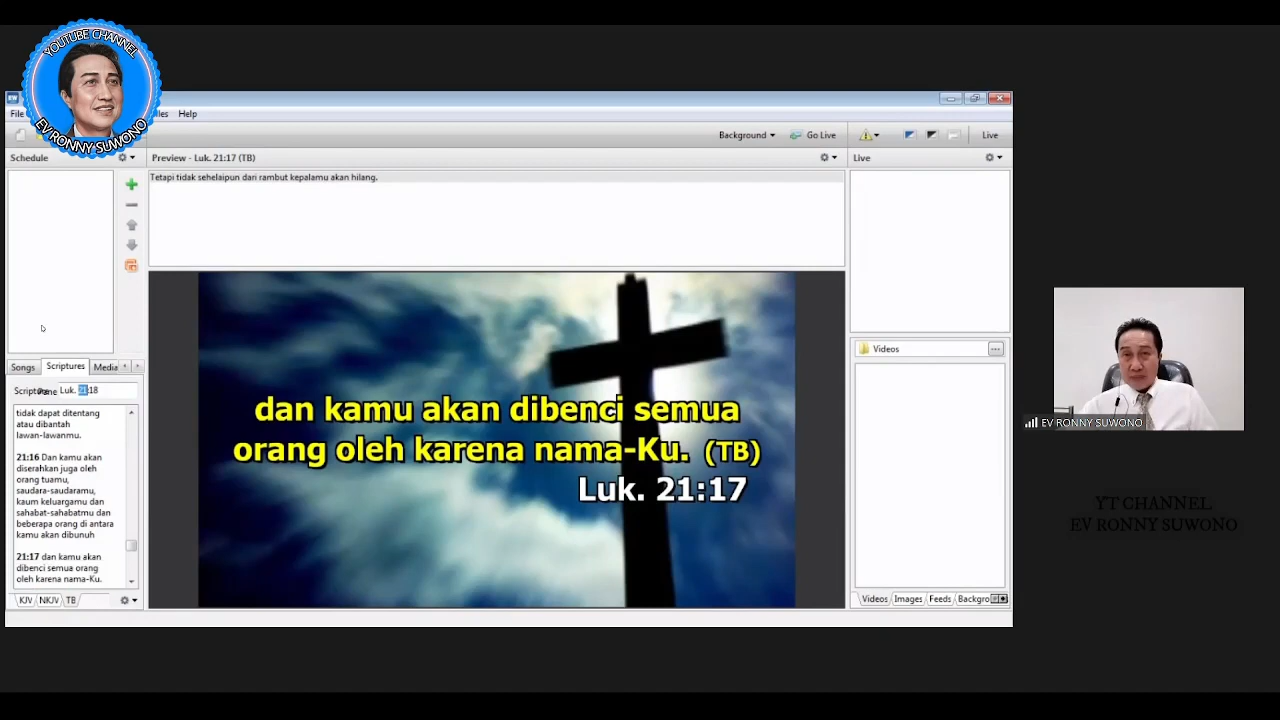 YOUTUBE CHANNEL
EV RONNY SUWONO
File
Help
Background
Go Live
Live
Schedule
Preview - Luk. 21:17 (TB)
Live
Tetapi tidak sehelaipun dari rambut kepalamu akan hilang.
dan kamu akan dibenci semua
orang oleh karena nama-Ku. (TB)
Luk. 21:17
Songs
Scriptures
Media
Luk. 21:18
tidak dapat ditentang
atau dibantah
lawan-lawanmu.
21:16 Dan kamu akan
diserahkan juga oleh
orang tuamu,
saudara-saudaramu,
kaum keluargamu dan
sahabat-sahabatmu dan
beberapa orang di antara
kamu akan dibunuh
21:17 dan kamu akan
dibenci semua orang
oleh karena nama-Ku.
KJV
NKJV
TB
Videos
Videos
Images
Feeds
Backgro
EV RONNY SUWONO
YT CHANNEL
EV RONNY SUWONO